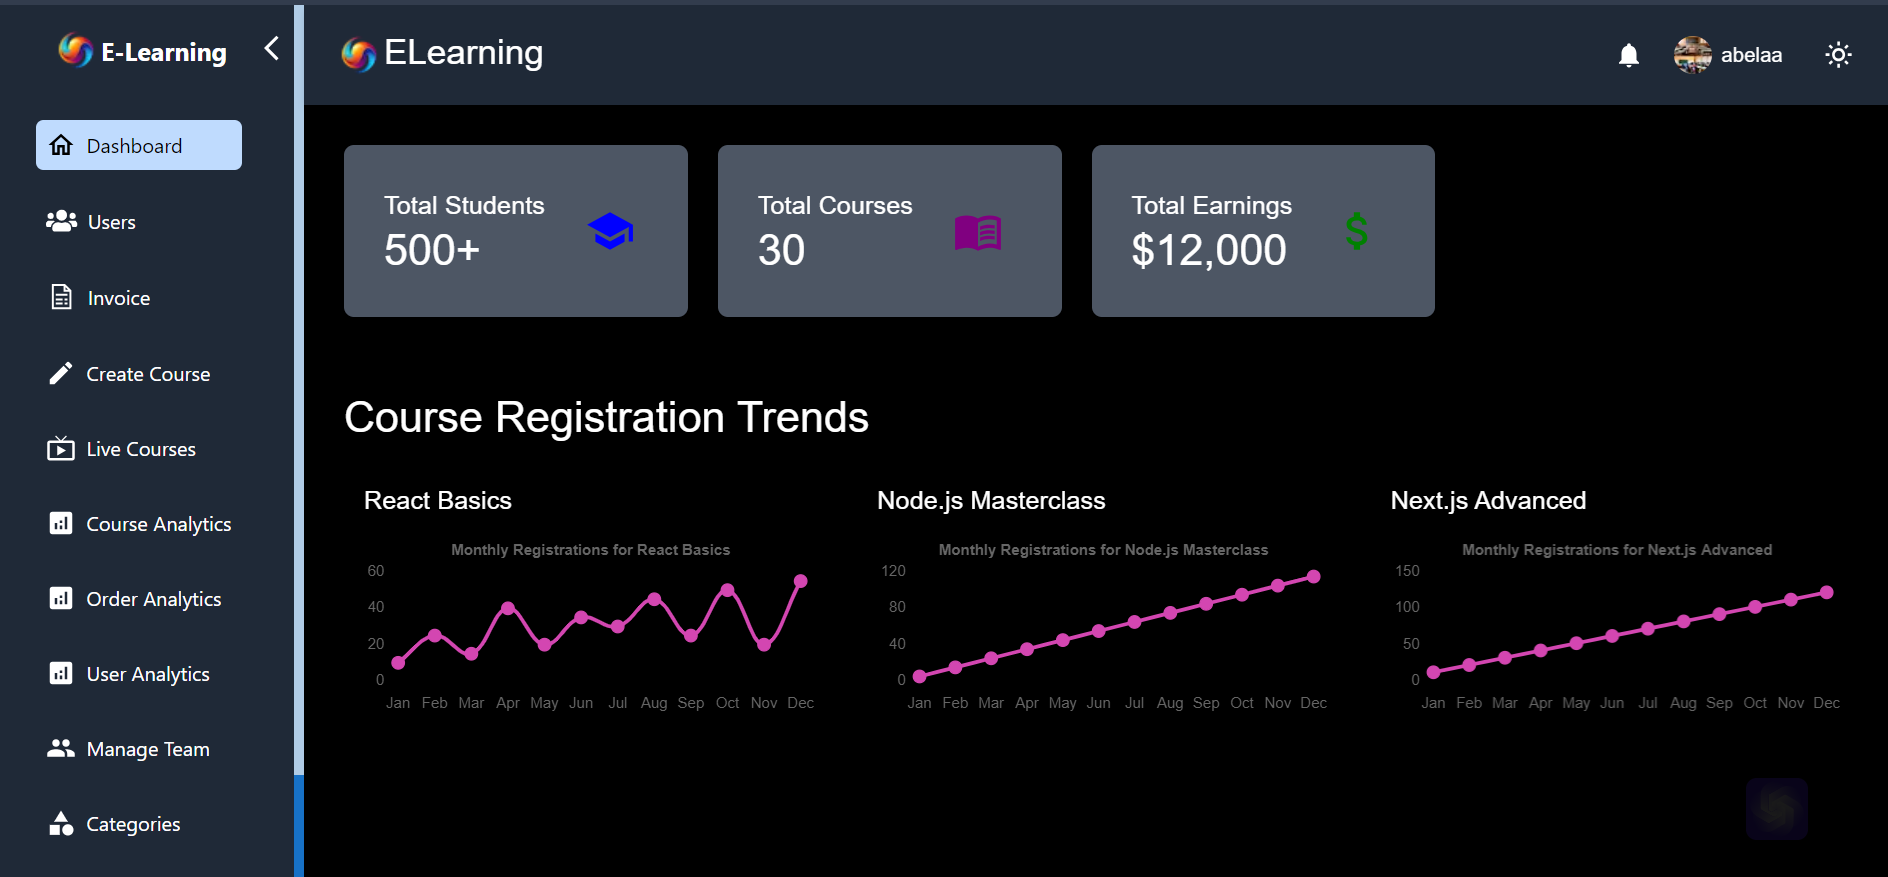 E-Learning
Dashboard
Users
Invoice
Create Course
Live Courses
Course Analytics
Order Analytics
User Analytics
Manage Team
Categories
ELearning
abelaa
Total Students
500+
Total Courses
30
Total Earnings
$12,000
Course Registration Trends
React Basics
Monthly Registrations for React Basics
60
40
20
0
Jan Feb Mar Apr May Jun Jul Aug Sep Oct Nov Dec
Node.js Masterclass
Monthly Registrations for Node.js Masterclass
120
80
40
0
Jan Feb Mar Apr May Jun Jul Aug Sep Oct Nov Dec
Next.js Advanced
Monthly Registrations for Next.js Advanced
150
100
50
0
Jan Feb Mar Apr May Jun Jul Aug Sep Oct Nov Dec